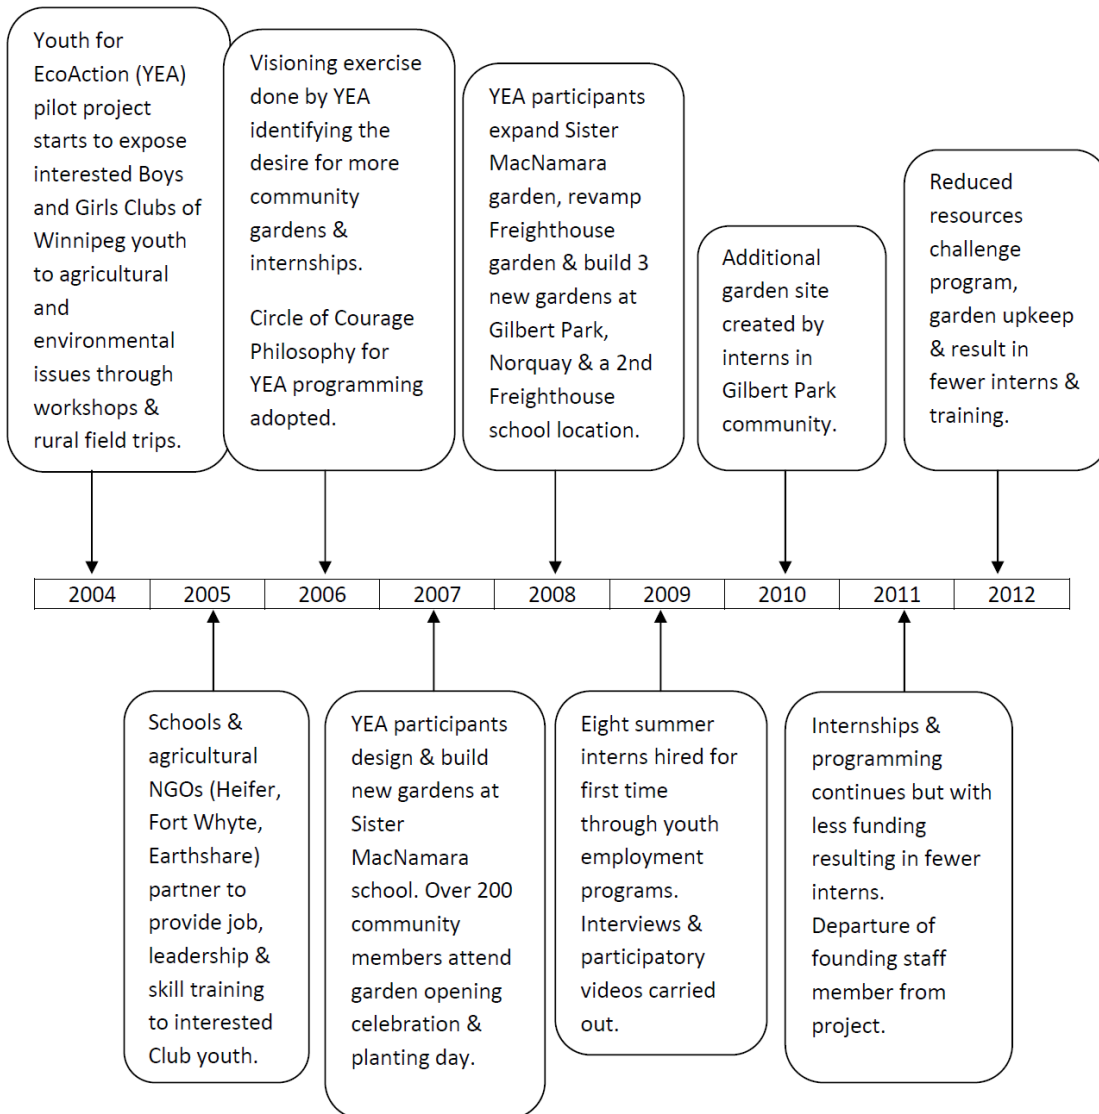 Youth for
EcoAction (YEA)
pilot project
starts to expose
interested Boys
and Girls Clubs of
Winnipeg youth
to agricultural
and
environmental
issues through
workshops &
rural field trips.
Visioning exercise
done by YEA
identifying the
desire for more
community
gardens &
internships.
Circle of Courage
Philosophy for
YEA programming
adopted.
YEA participants
expand Sister
MacNamara
garden, revamp
Freighthouse
garden & build 3
new gardens at
Gilbert Park,
Norquay & a 2nd
Freighthouse
school location.
Additional
garden site
created by
interns in
Gilbert Park
community.
Reduced
resources
challenge
program,
garden upkeep
& result in
fewer interns &
training.
2004 2005 2006 2007 2008 2009 2010 2011 2012
Schools &
agricultural
NGOs (Heifer,
Fort Whyte,
Earthshare)
partner to
provide job,
leadership &
skill training
to interested
Club youth.
YEA participants
design & build
new gardens at
Sister
MacNamara
school. Over 200
community
members attend
garden opening
celebration &
planting day.
Eight summer
interns hired for
first time
through youth
employment
programs.
Interviews &
participatory
videos carried
out.
Internships &
programming
continues but with
less funding
resulting in fewer
interns.
Departure of
founding staff
member from
project.